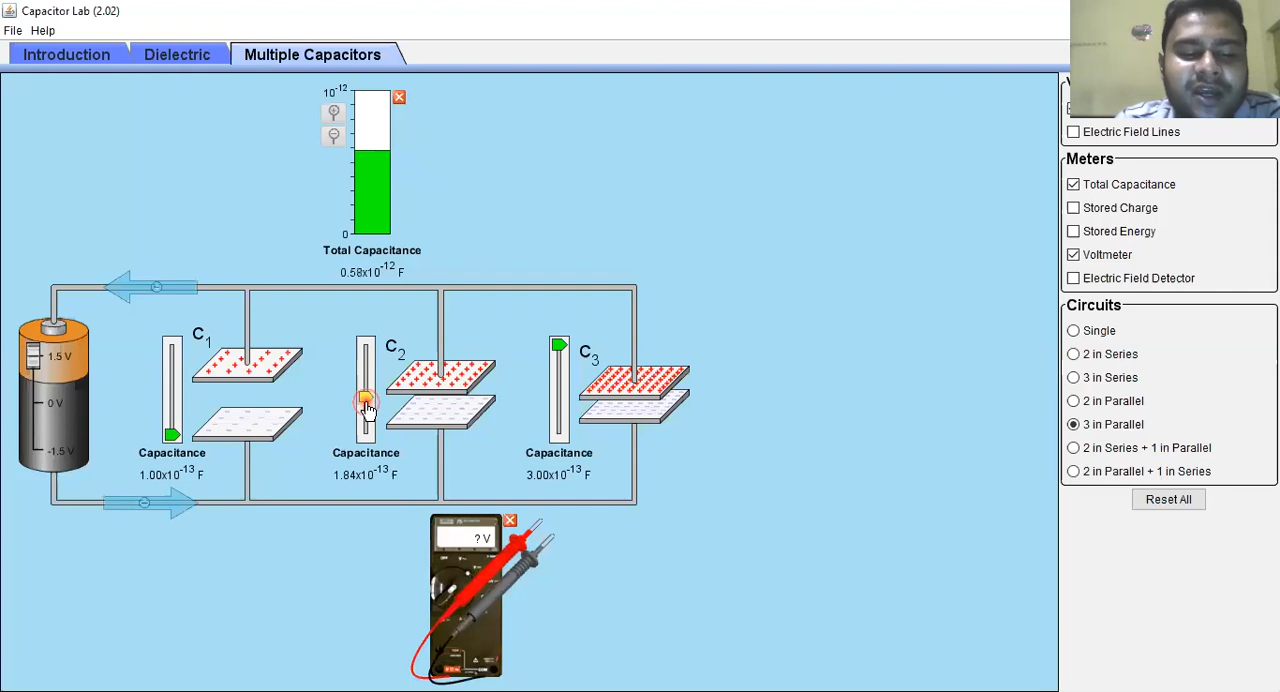 Capacitor Lab (2.02)
File Help
Introduction Dielectric Multiple Capacitors
10-12
0
Total Capacitance
0.58x10-12 F
1.5 V
0 V
-1.5 V
C1
Capacitance
1.00x10-13 F
C2
Capacitance
1.84x10-13 F
C3
Capacitance
3.00x10-13 F
? V
Electric Field Lines
Meters
Total Capacitance
Stored Charge
Stored Energy
Voltmeter
Electric Field Detector
Circuits
Single
2 in Series
3 in Series
2 in Parallel
3 in Parallel
2 in Series + 1 in Parallel
2 in Parallel + 1 in Series
Reset All